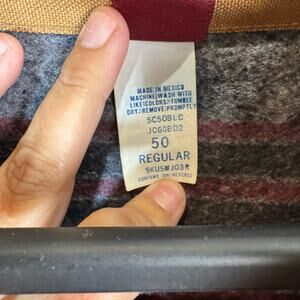 MADE IN MEXICO
MACHINE WASH WITH
LIKE COLORS. TUMBLE
DRY. REMOVE PROMPTLY
5C50BLC
JC60BD2
50
REGULAR
9KU5MJ03*
CONTENT ON REVERSE